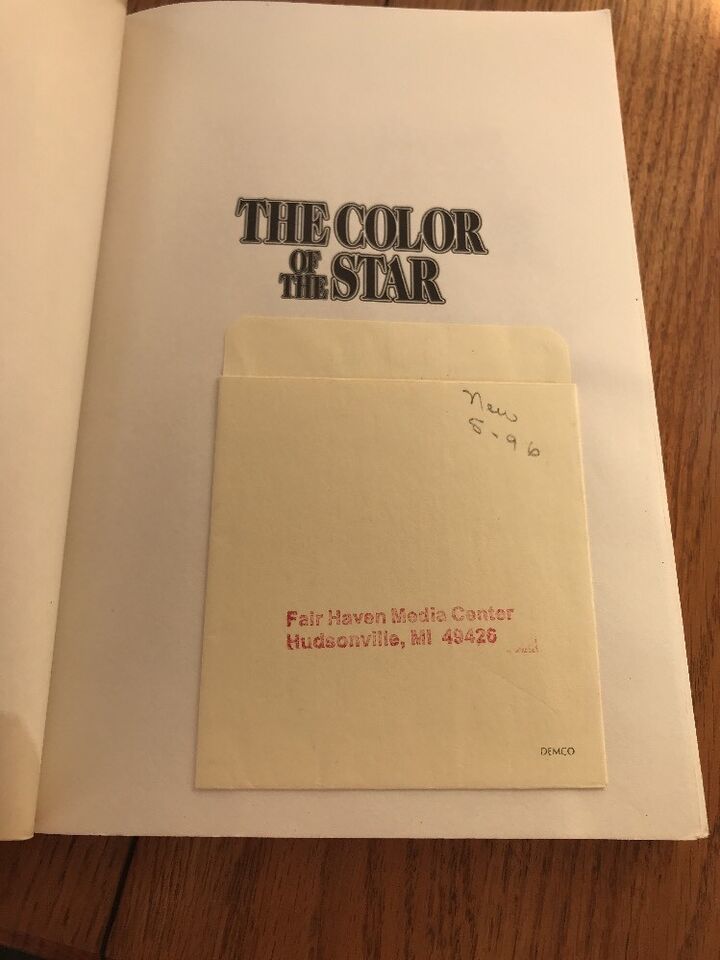 THE COLOR
OF
THE STAR
New
8-96
Fair Haven Media Center
Hudsonville, MI 49426
DEMCO